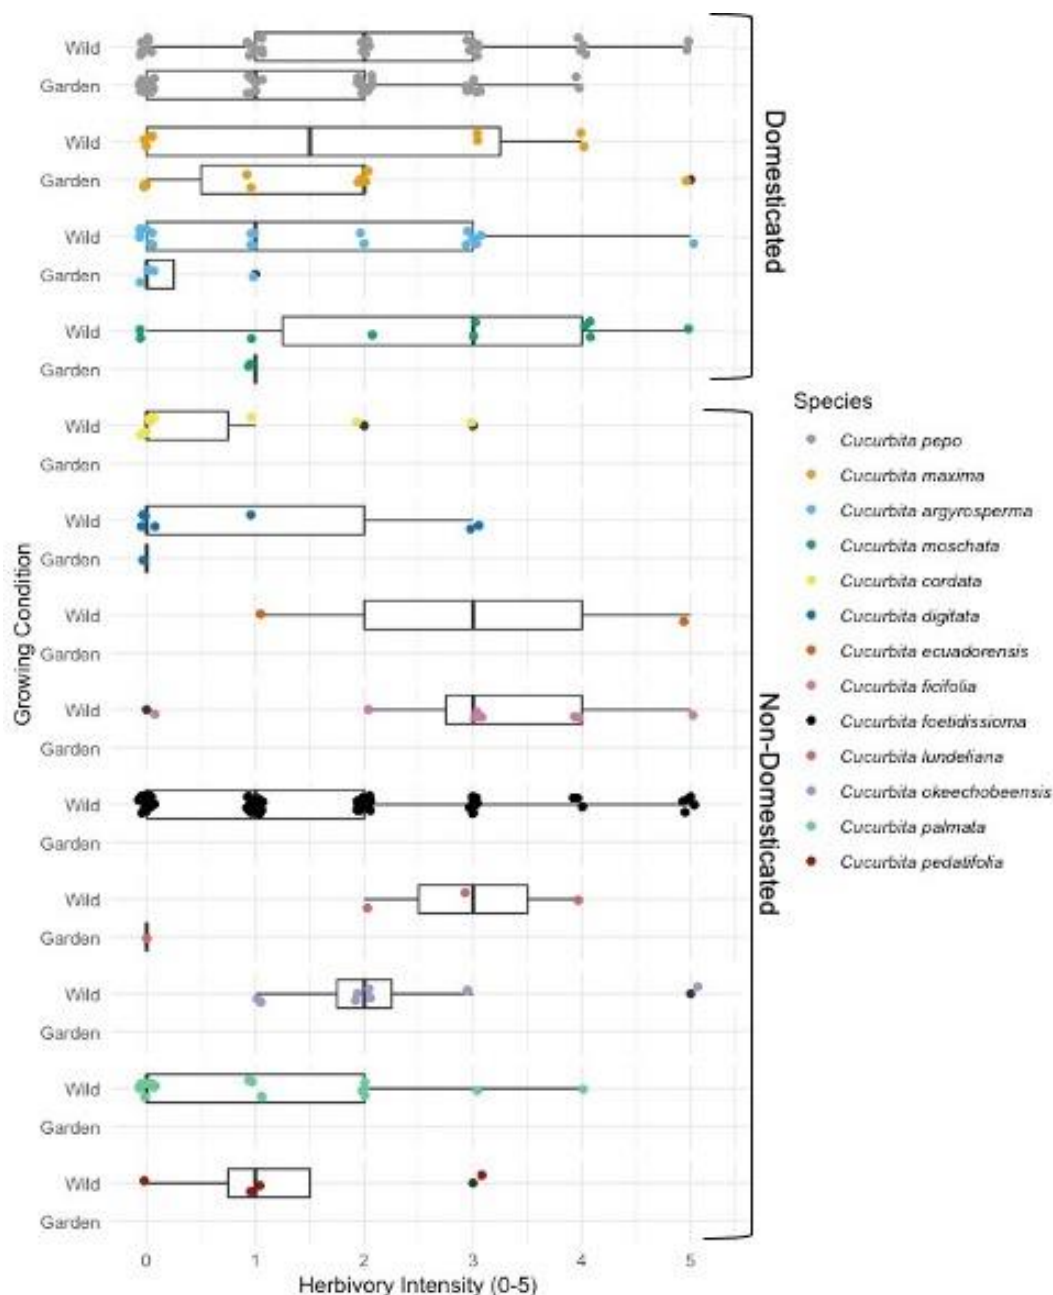 Wild
Garden
Wild
Garden
Wild
Garden
Wild
Garden
Domesticated
Wild
Garden
Wild
Garden
Wild
Garden
Wild
Garden
Wild
Garden
Wild
Garden
Wild
Garden
Wild
Garden
Wild
Garden
Non-Domesticated
Growing Condition
0 1 2 3 4 5
Herbivory Intensity (0-5)
Species
Cucurbita pepo
Cucurbita maxima
Cucurbita argyrosperma
Cucurbita moschata
Cucurbita cordata
Cucurbita digitata
Cucurbita ecuadorensis
Cucurbita ficifolia
Cucurbita foetidissioma
Cucurbita lundeliana
Cucurbita okeechobeensis
Cucurbita palmata
Cucurbita pedatifolia